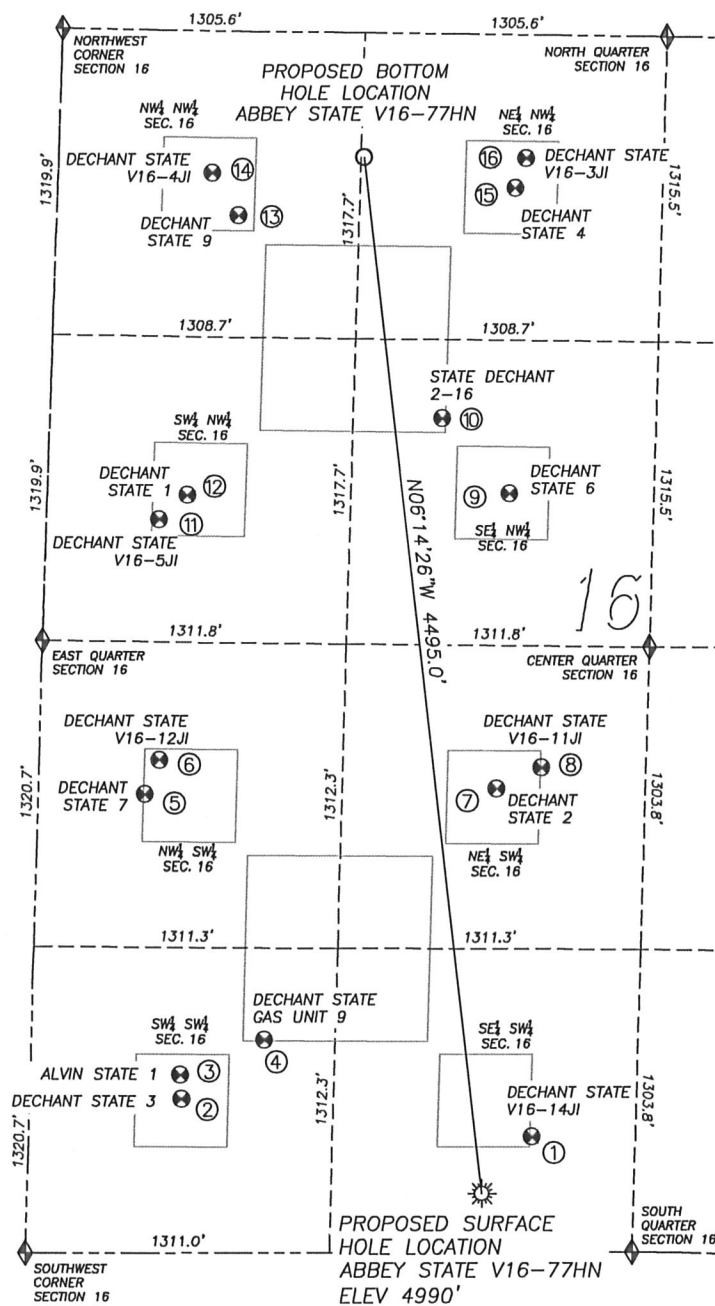 1305.6' 1305.6'
NORTHWEST
CORNER
SECTION 16
NORTH QUARTER
SECTION 16
PROPOSED BOTTOM
HOLE LOCATION
ABBEY STATE V16-77HN
NW¼ NW¼
SEC. 16
NE¼ NW¼
SEC. 16
DECHANT STATE
V16-4JI
14
16
DECHANT STATE
V16-3JI
15
DECHANT
STATE 9
13
DECHANT
STATE 4
1319.9'
1317.7'
1315.5'
1308.7' 1308.7'
STATE DECHANT
2-16
10
SW¼ NW¼
SEC. 16
DECHANT
STATE 1
12
9
DECHANT
STATE 6
11
DECHANT STATE
V16-5JI
SE¼ NW¼
SEC. 16
1319.9'
1317.7'
N06°14'26"W 4495.0'
1315.5'
16
1311.8' 1311.8'
EAST QUARTER
SECTION 16
CENTER QUARTER
SECTION 16
DECHANT STATE
V16-12JI
6
DECHANT STATE
V16-11JI
8
DECHANT
STATE 7
5
7
DECHANT
STATE 2
NW¼ SW¼
SEC. 16
NE¼ SW¼
SEC. 16
1320.7'
1312.3'
1303.8'
1311.3' 1311.3'
DECHANT STATE
GAS UNIT 9
4
SW¼ SW¼
SEC. 16
SE¼ SW¼
SEC. 16
ALVIN STATE 1
3
DECHANT STATE 3
2
DECHANT STATE
V16-14JI
1
1320.7'
1312.3'
1303.8'
1311.0'
SOUTHWEST
CORNER
SECTION 16
PROPOSED SURFACE
HOLE LOCATION
ABBEY STATE V16-77HN
ELEV 4990'
SOUTH
QUARTER
SECTION 16